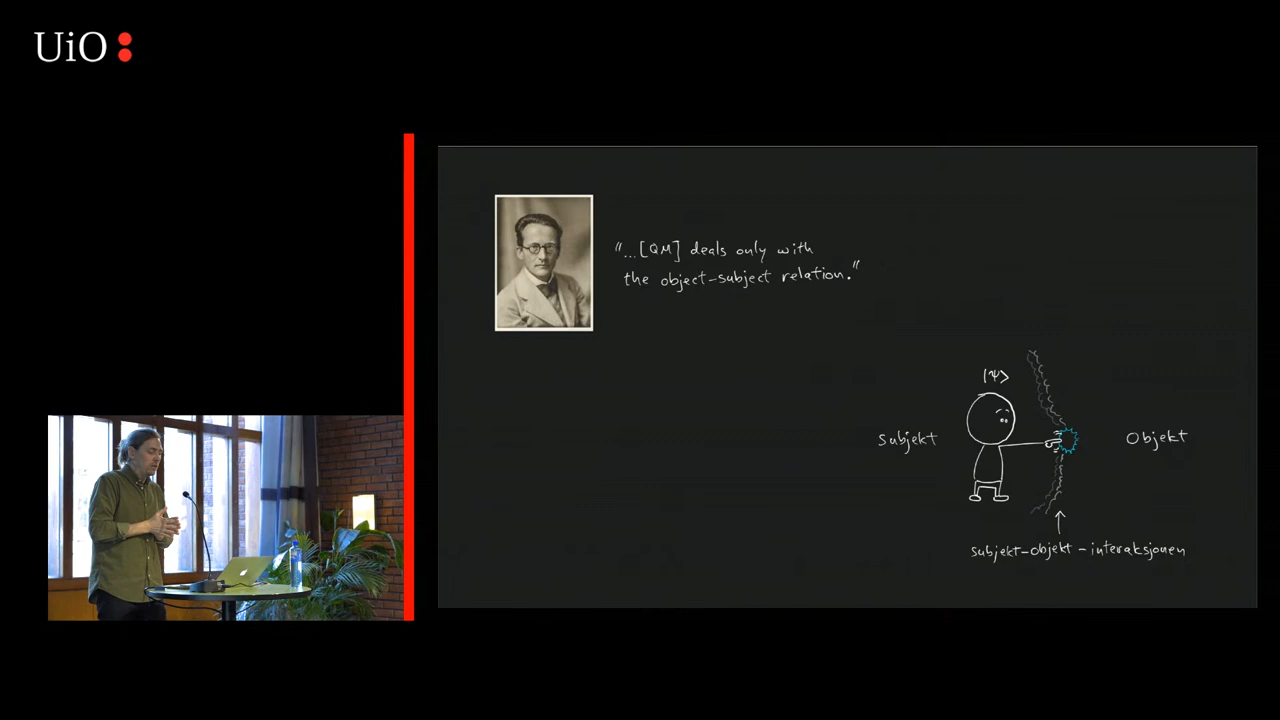 UiO:
"...[QM] deals only with
the object-subject relation."
|Ψ>
Subjekt
Objekt
subjekt-objekt-interaksjonen